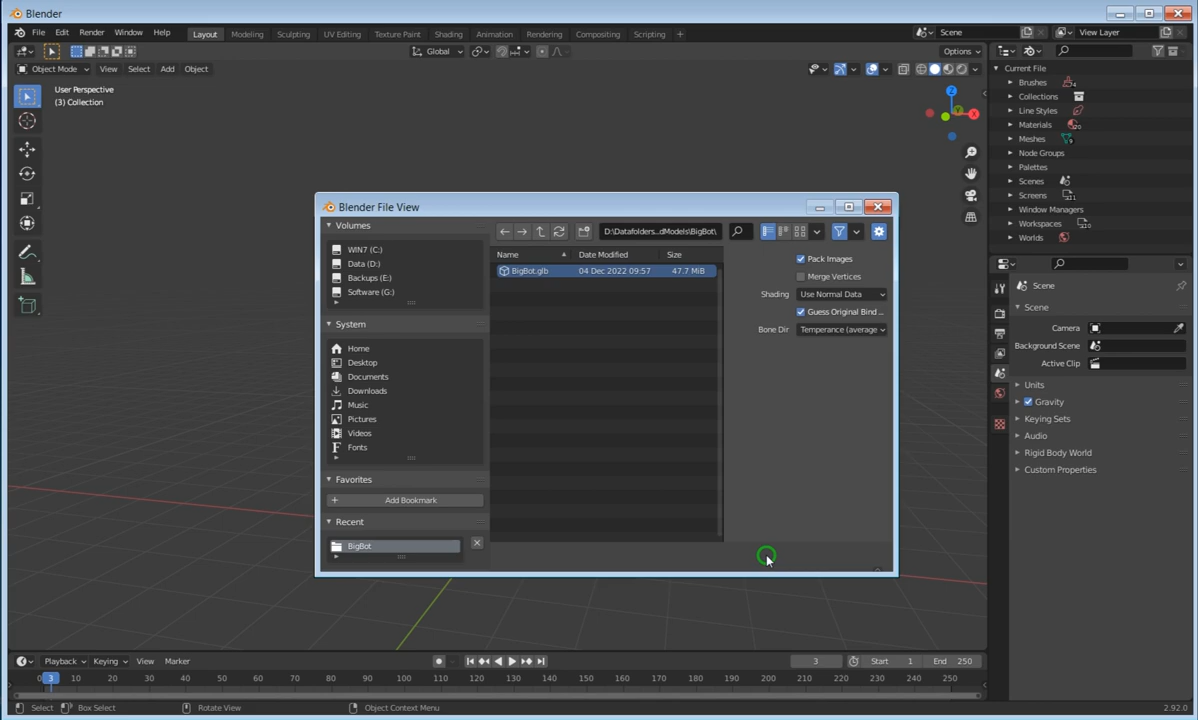 Blender
File Edit Render Window Help Layout Modeling Sculpting UV Editing Texture Paint Shading Animation Rendering Compositing Scripting + Scene View Layer
Global Options
Object Mode View Select Add Object
User Perspective
(3) Collection
Z
Y
X
Current File
Brushes
Collections
Line Styles
Materials
Meshes
Node Groups
Palettes
Scenes
Screens
Window Managers
Workspaces
Worlds
Scene
Scene
Camera
Background Scene
Active Clip
Units
Gravity
Keying Sets
Audio
Rigid Body World
Custom Properties
Blender File View
Volumes
WIN7 (C:)
Data (D:)
Backups (E:)
Software (G:)
System
Home
Desktop
Documents
Downloads
Music
Pictures
Videos
Fonts
Favorites
Add Bookmark
Recent
BigBot
D:\Datafolders...dModels\BigBot\
Name Date Modified Size
BigBot.glb 04 Dec 2022 09:57 47.7 MiB
Pack Images
Merge Vertices
Shading Use Normal Data
Guess Original Bind ...
Bone Dir Temperance (average
Playback Keying View Marker 3 Start 1 End 250
0 3 10 20 30 40 50 60 70 80 90 100 110 120 130 140 150 160 170 180 190 200 210 220 230 240 250
Select Box Select Rotate View Object Context Menu 2.92.0